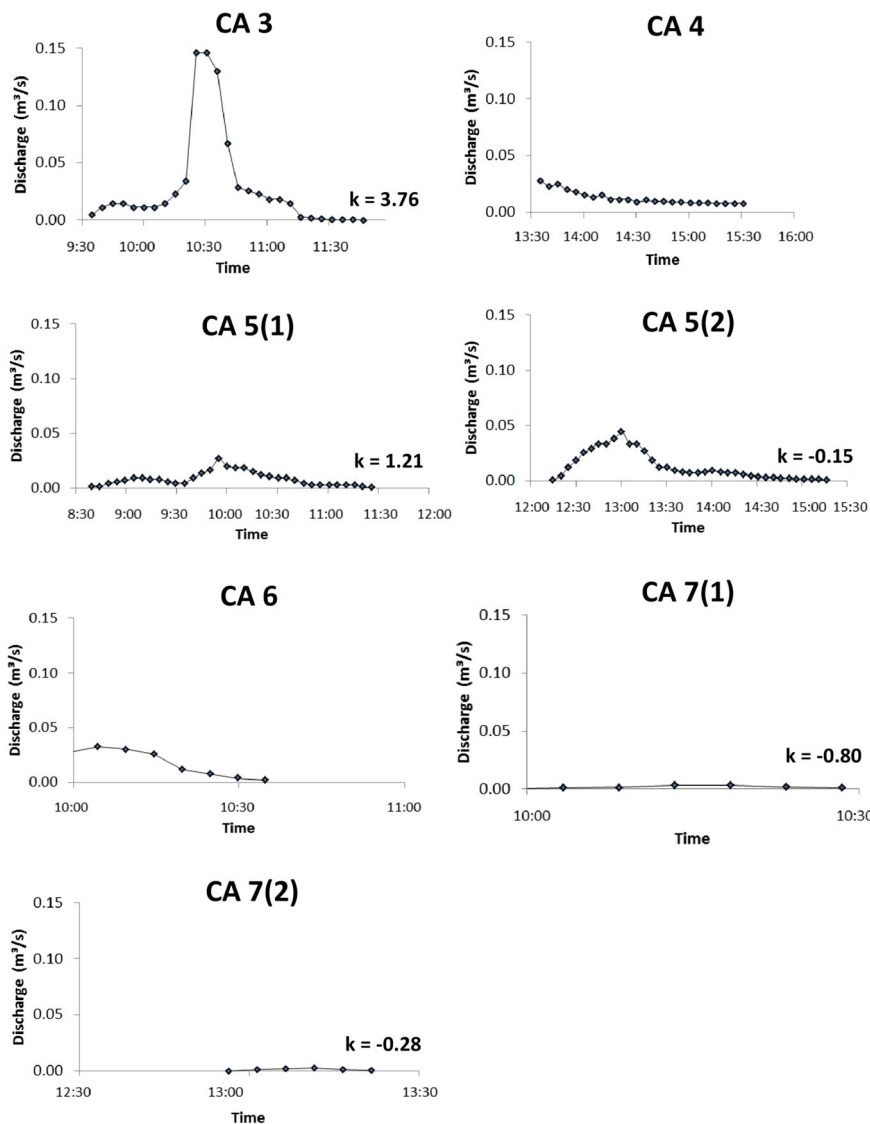 CA 3
0.15
0.10
0.05
0.00
Discharge (m³/s)
k = 3.76
9:30 10:00 10:30 11:00 11:30
Time
CA 4
0.15
0.10
0.05
0.00
Discharge (m³/s)
13:30 14:00 14:30 15:00 15:30 16:00
Time
CA 5(1)
0.15
0.10
0.05
0.00
Discharge (m³/s)
k = 1.21
8:30 9:00 9:30 10:00 10:30 11:00 11:30 12:00
Time
CA 5(2)
0.15
0.10
0.05
0.00
Discharge (m³/s)
k = -0.15
12:00 12:30 13:00 13:30 14:00 14:30 15:00 15:30
Time
CA 6
0.15
0.10
0.05
0.00
Discharge (m³/s)
10:00 10:30 11:00
Time
CA 7(1)
0.15
0.10
0.05
0.00
Discharge (m³/s)
k = -0.80
10:00 10:30
Time
CA 7(2)
0.15
0.10
0.05
0.00
Discharge (m³/s)
k = -0.28
12:30 13:00 13:30
Time